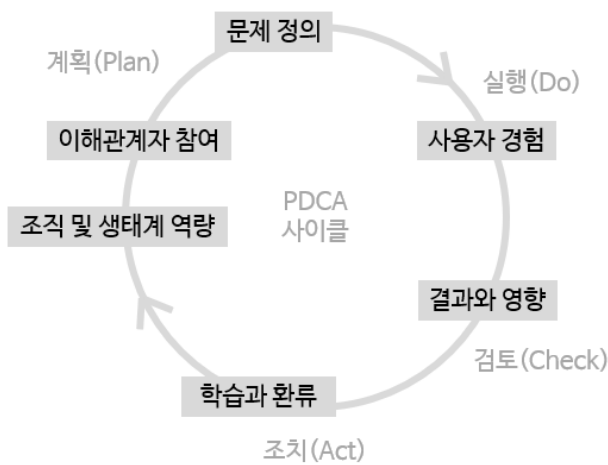 문제 정의
계획(Plan)
실행(Do)
이해관계자 참여
사용자 경험
PDCA
사이클
조직 및 생태계 역량
결과와 영향
검토(Check)
학습과 환류
조치(Act)